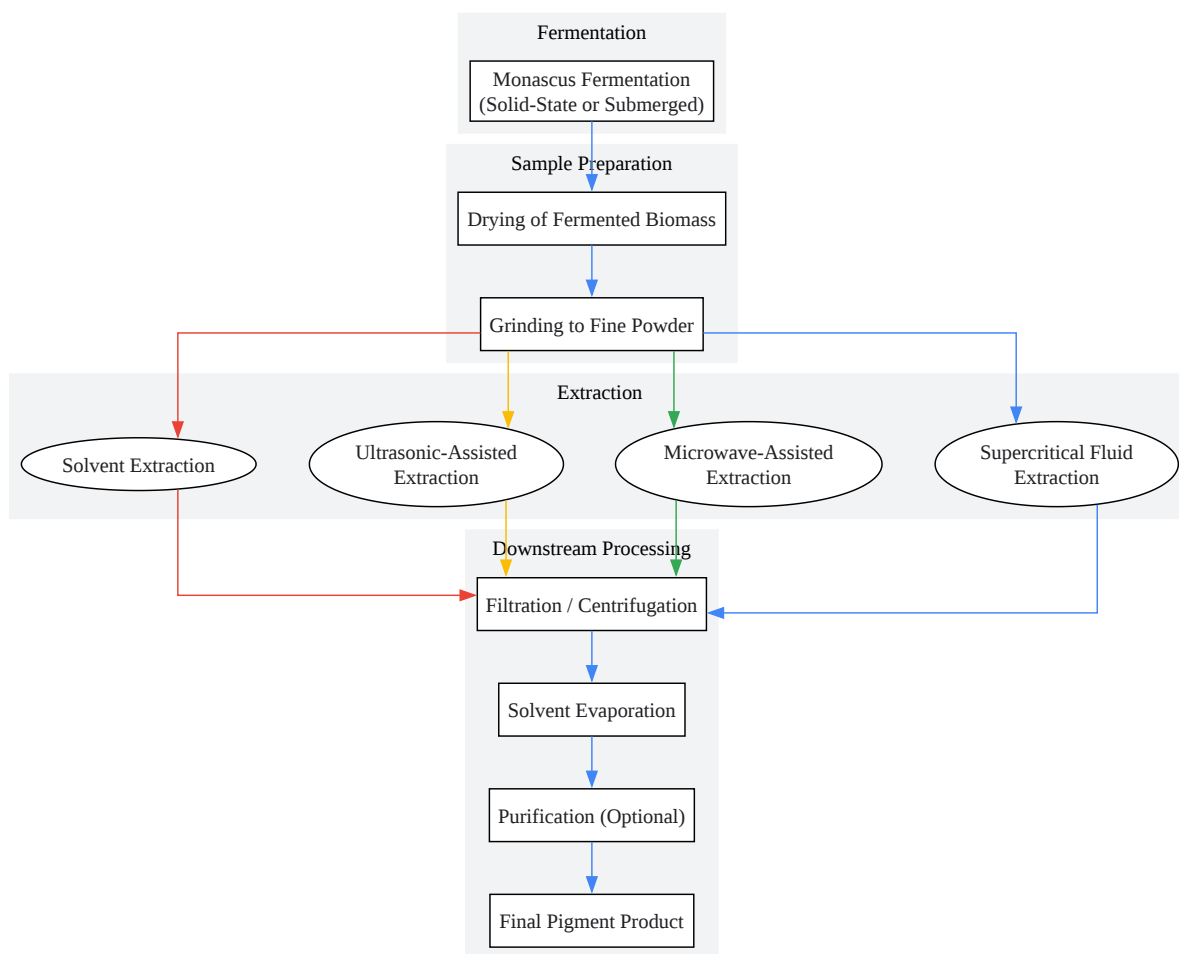 Fermentation
Monascus Fermentation
(Solid-State or Submerged)
Sample Preparation
Drying of Fermented Biomass
Grinding to Fine Powder
Extraction
Solvent Extraction
Ultrasonic-Assisted
Extraction
Microwave-Assisted
Extraction
Supercritical Fluid
Extraction
Downstream Processing
Filtration / Centrifugation
Solvent Evaporation
Purification (Optional)
Final Pigment Product